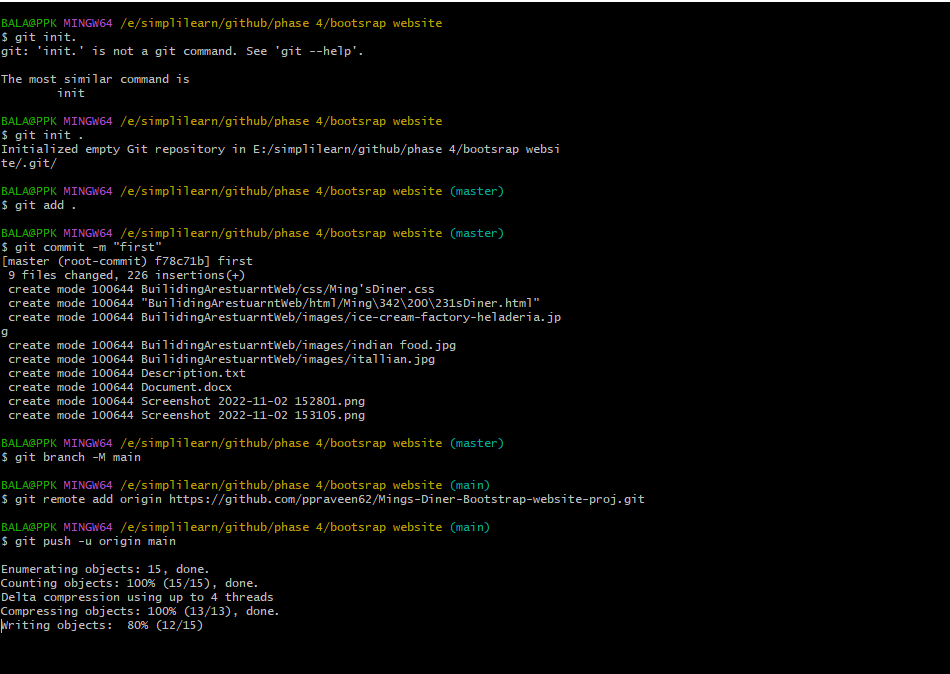 BALA@PPK MINGW64 /e/simplilearn/github/phase 4/bootsrap website
$ git init.
git: 'init.' is not a git command. See 'git --help'.
The most similar command is
init
BALA@PPK MINGW64 /e/simplilearn/github/phase 4/bootsrap website
$ git init .
Initialized empty Git repository in E:/simplilearn/github/phase 4/bootsrap websi
te/.git/
BALA@PPK MINGW64 /e/simplilearn/github/phase 4/bootsrap website (master)
$ git add .
BALA@PPK MINGW64 /e/simplilearn/github/phase 4/bootsrap website (master)
$ git commit -m "first"
[master (root-commit) f78c71b] first
9 files changed, 226 insertions(+)
create mode 100644 BuilidingArestuarntWeb/css/Ming'sDiner.css
create mode 100644 "BuilidingArestuarntWeb/html/Ming\342\200\231sDiner.html"
create mode 100644 BuilidingArestuarntWeb/images/ice-cream-factory-heladeria.jp
g
create mode 100644 BuilidingArestuarntWeb/images/indian food.jpg
create mode 100644 BuilidingArestuarntWeb/images/itallian.jpg
create mode 100644 Description.txt
create mode 100644 Document.docx
create mode 100644 Screenshot 2022-11-02 152801.png
create mode 100644 Screenshot 2022-11-02 153105.png
BALA@PPK MINGW64 /e/simplilearn/github/phase 4/bootsrap website (master)
$ git branch -M main
BALA@PPK MINGW64 /e/simplilearn/github/phase 4/bootsrap website (main)
$ git remote add origin https://github.com/ppraveen62/Mings-Diner-Bootstrap-website-proj.git
BALA@PPK MINGW64 /e/simplilearn/github/phase 4/bootsrap website (main)
$ git push -u origin main
Enumerating objects: 15, done.
Counting objects: 100% (15/15), done.
Delta compression using up to 4 threads
Compressing objects: 100% (13/13), done.
Writing objects:  80% (12/15)